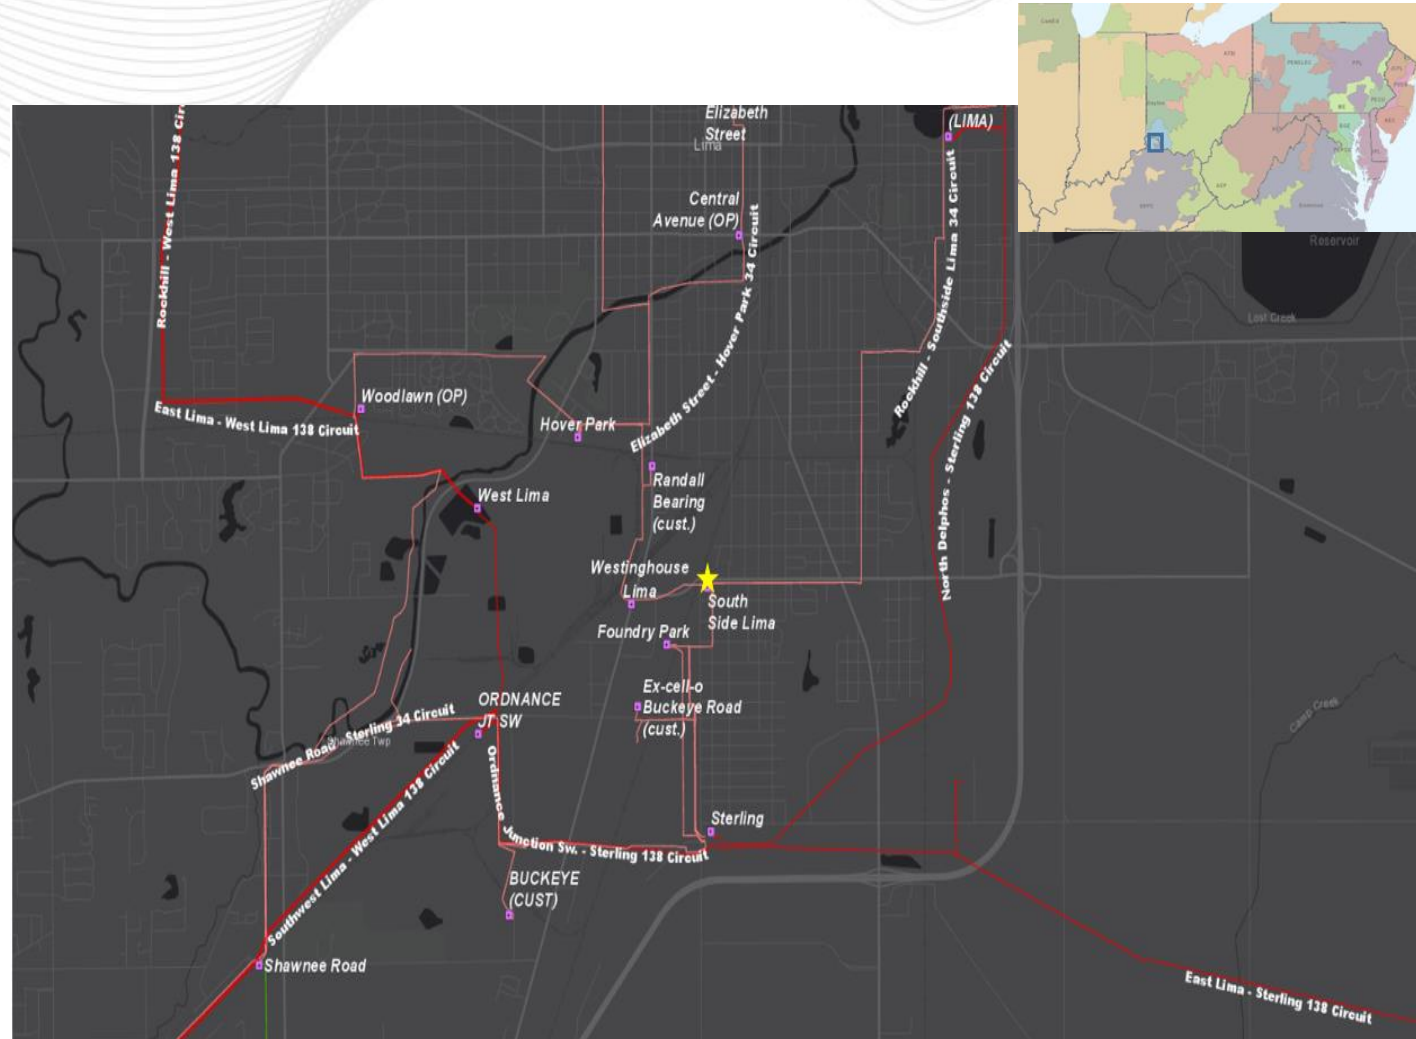 Elizabeth
Street
Lima
(LIMA)
Central
Avenue (OP)
Rockhill - West Lima 138 Cir
Elizabeth Street - Hover Park 34 Circuit
Rockhill - Southside Lima 34 Circuit
Reservoir
Lost Creek
North Delphos - Sterling 138 Circuit
Woodlawn (OP)
East Lima - West Lima 138 Circuit
Hover Park
West Lima
Randall
Bearing
(cust.)
Westinghouse
Lima
South
Side Lima
Foundry Park
Ex-cell-o
Buckeye Road
(cust.)
ORDNANCE
JT SW
Shawnee Road - Sterling 34 Circuit
Shawnee Twp
Southwest Lima - West Lima 138 Circuit
Ordnance Junction Sw. - Sterling 138 Circuit
Sterling
Camp Creek
BUCKEYE
(CUST)
Shawnee Road
East Lima - Sterling 138 Circuit